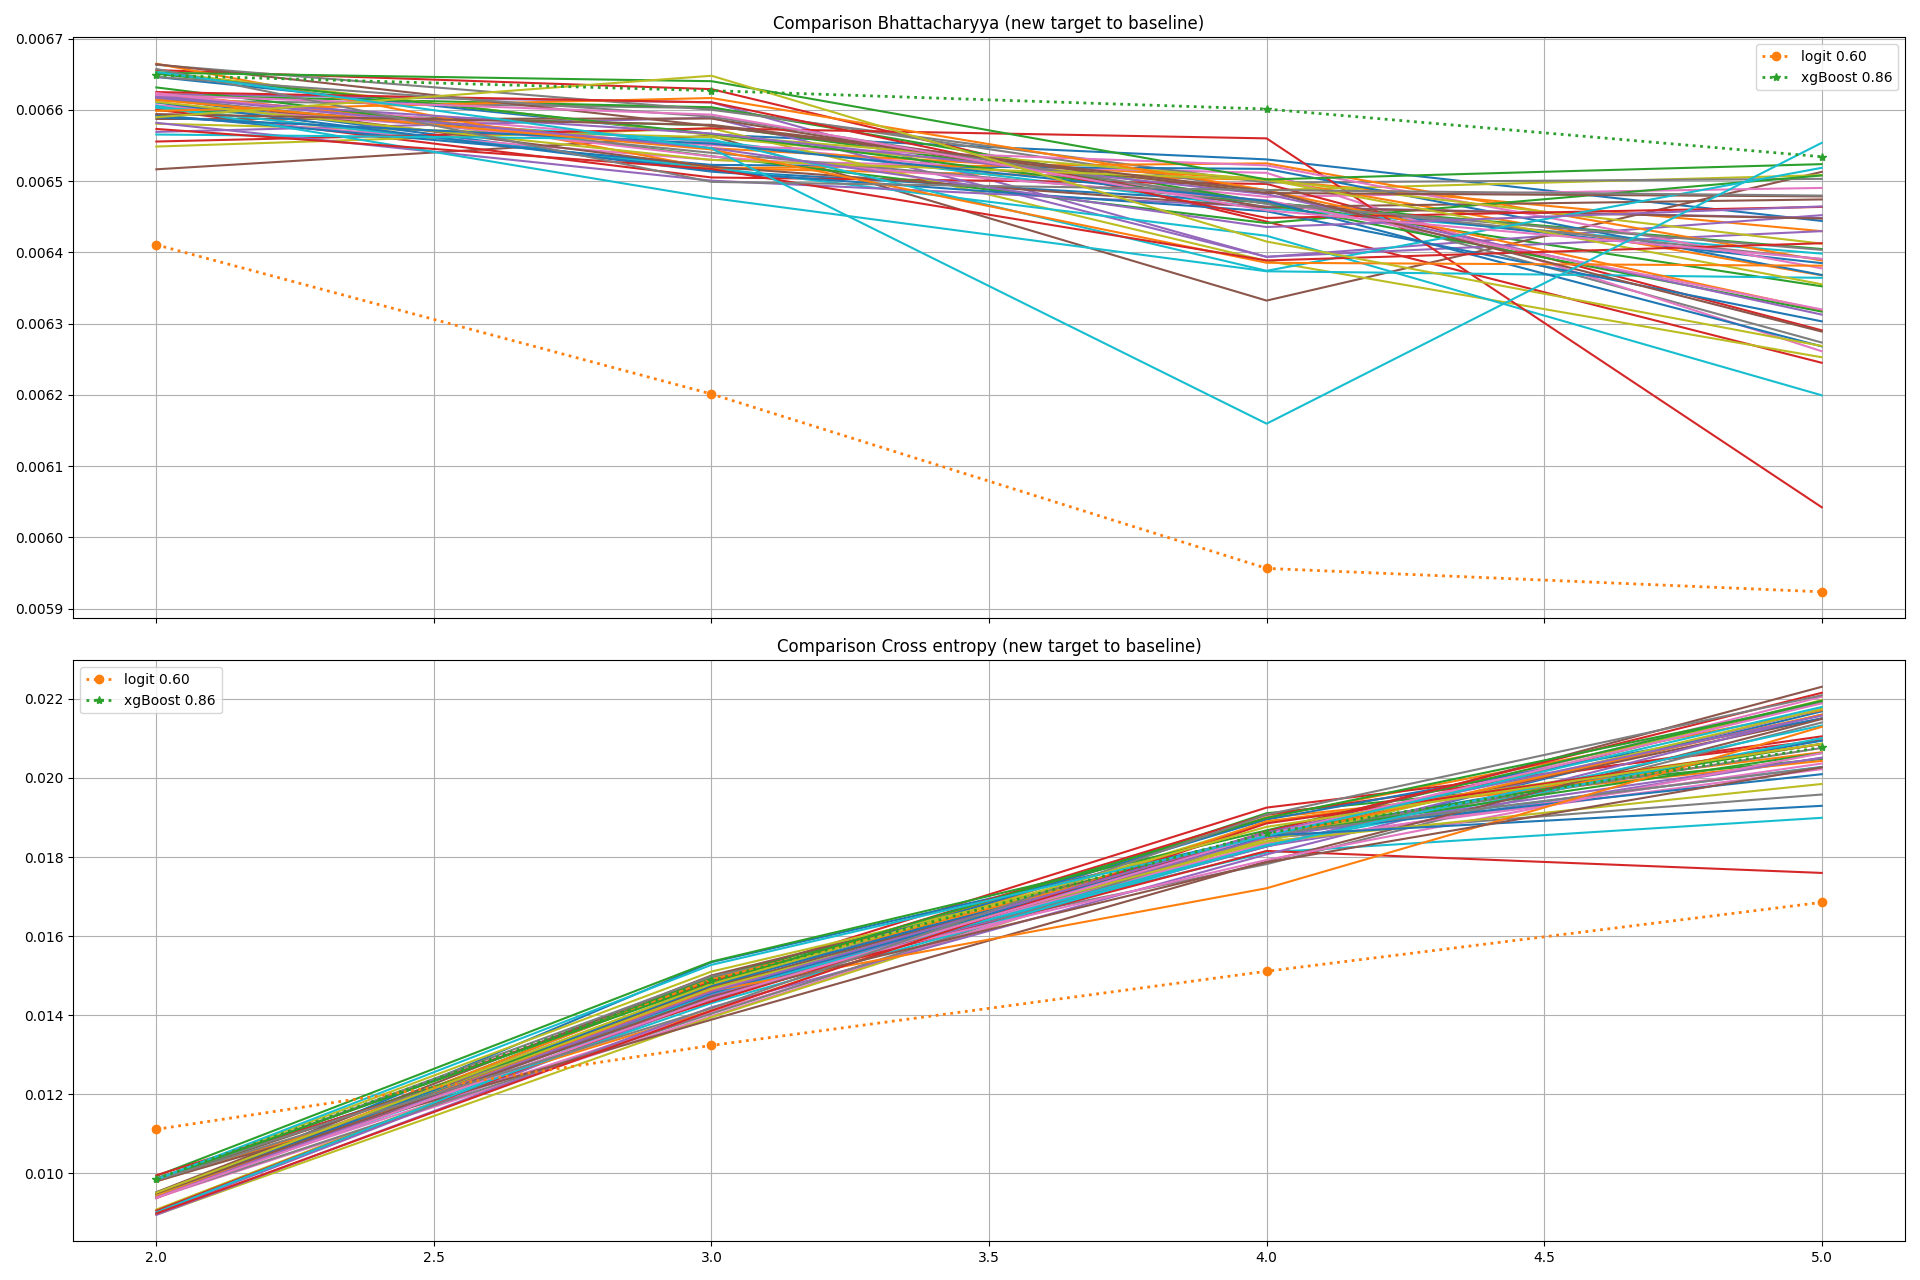 Comparison Bhattacharyya (new target to baseline)
0.0067
0.0066
0.0065
0.0064
0.0063
0.0062
0.0061
0.0060
0.0059
logit 0.60
xgBoost 0.86
Comparison Cross entropy (new target to baseline)
logit 0.60
xgBoost 0.86
0.022
0.020
0.018
0.016
0.014
0.012
0.010
2.0 2.5 3.0 3.5 4.0 4.5 5.0